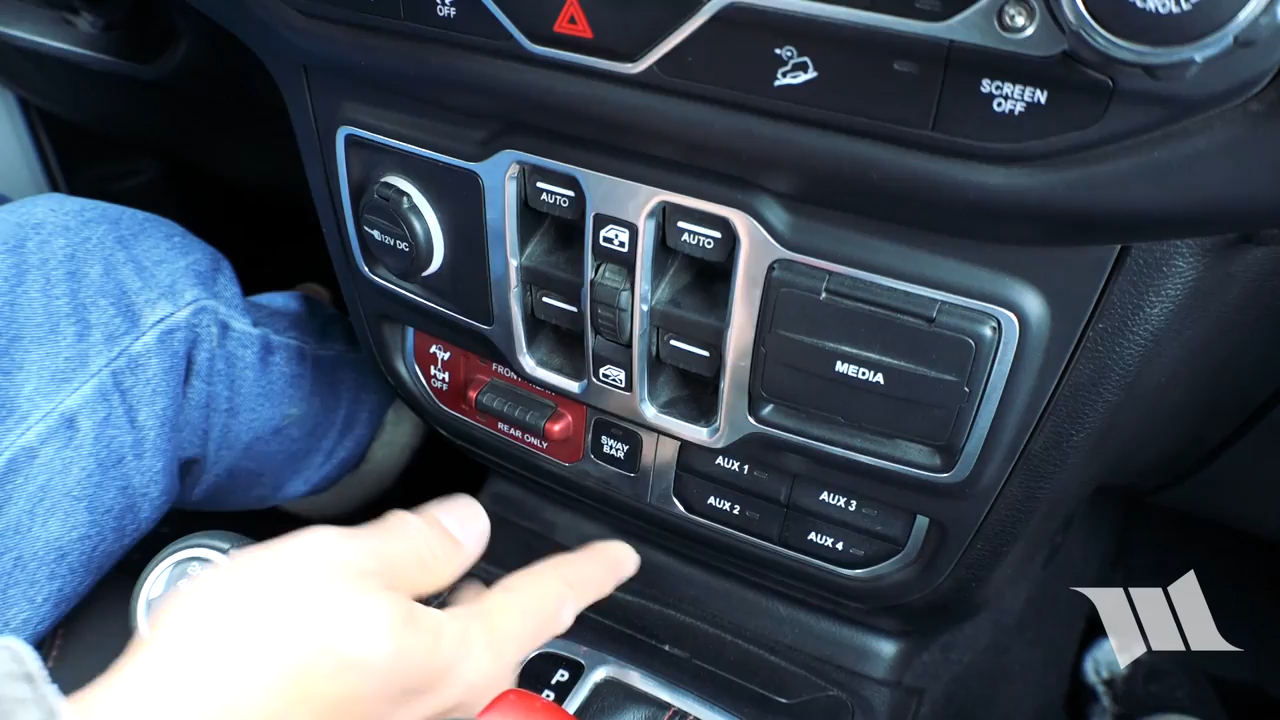 OFF
SCREEN
OFF
AUTO
AUTO
12V DC
MEDIA
OFF
REAR ONLY
SWAY
BAR
AUX 1
AUX 2
AUX 3
AUX 4
P